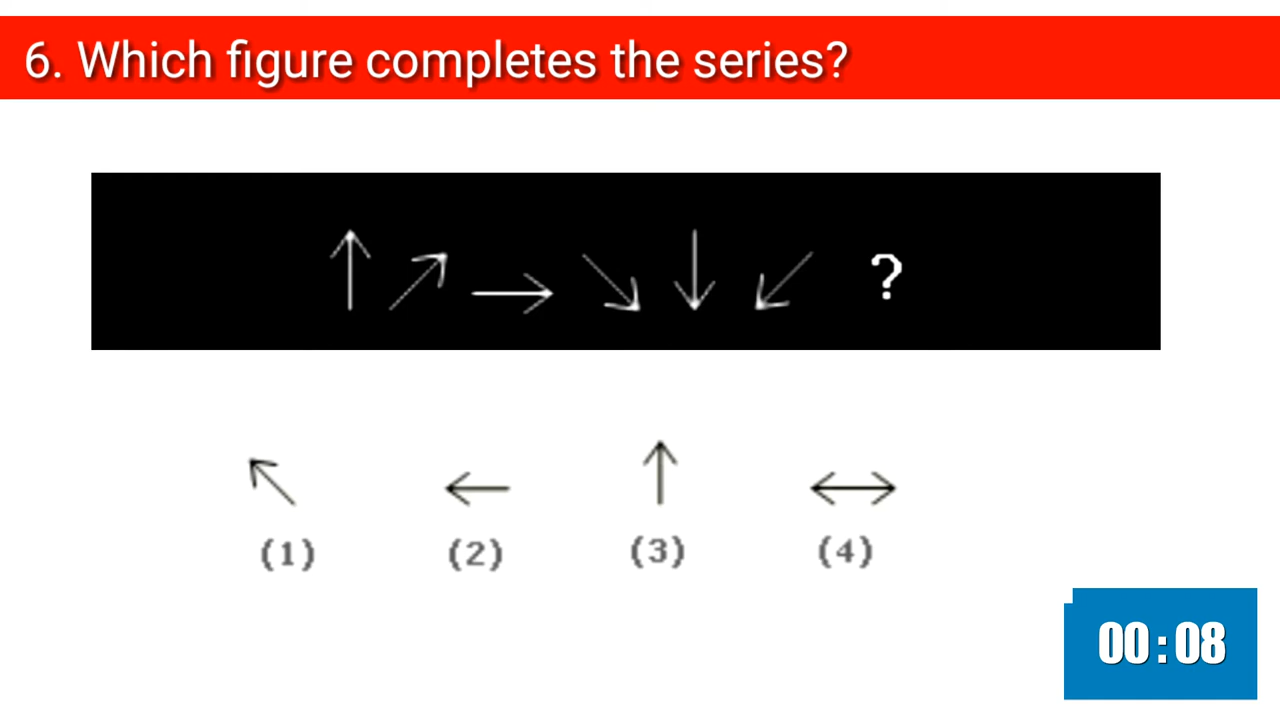 6. Which figure completes the series?
?
(1) (2) (3) (4)
00:08